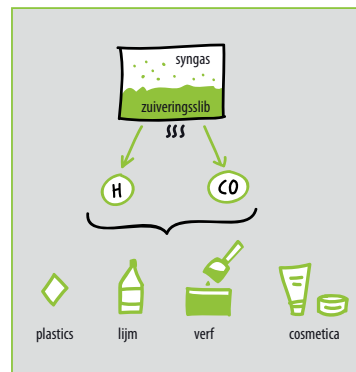 syngas
zuiveringsslib
H
CO
plastics lijm verf cosmetica